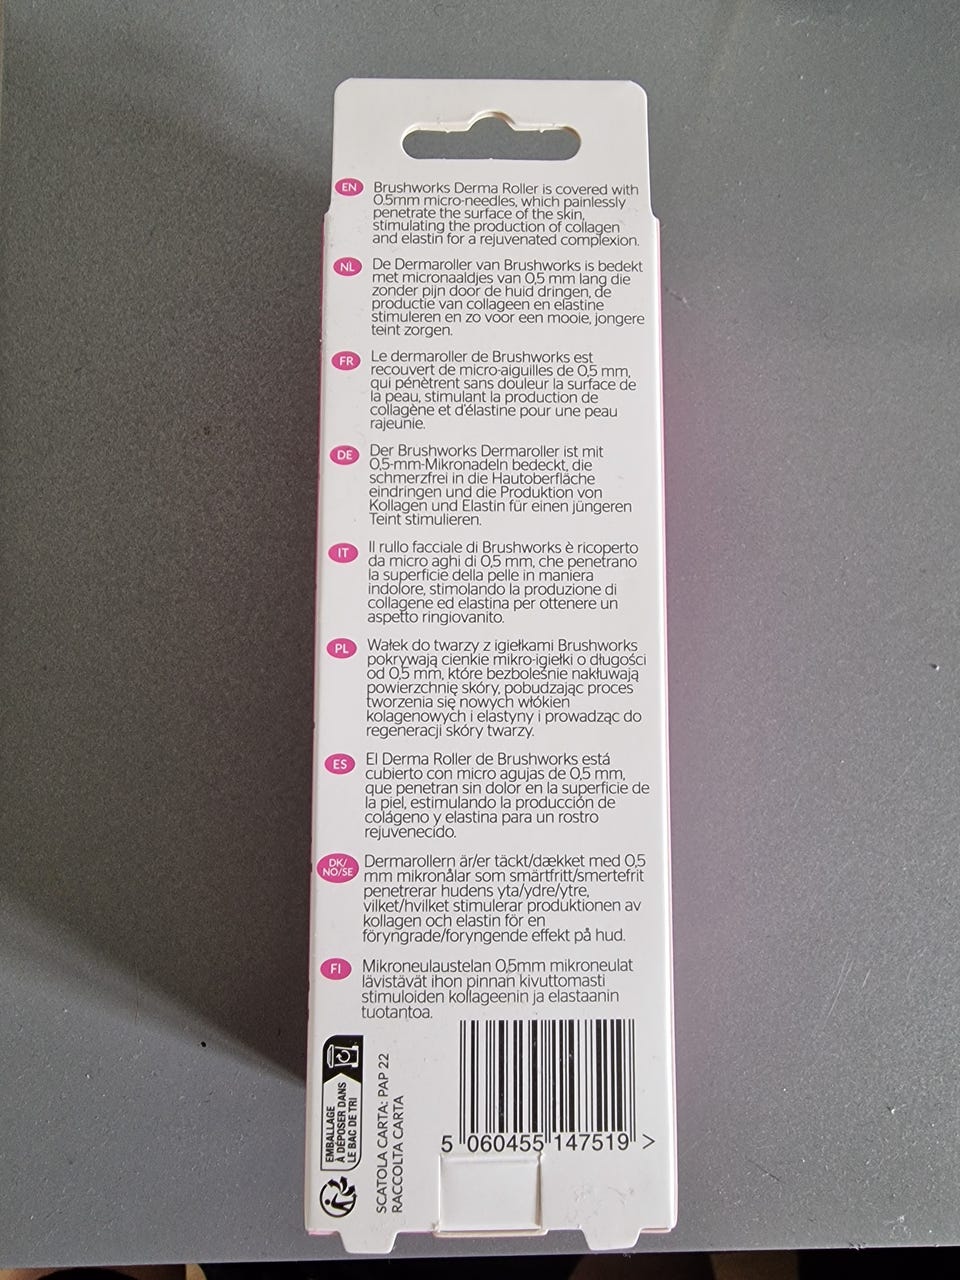 EN
Brushworks Derma Roller is covered with
0.5mm micro-needles, which painlessly
penetrate the surface of the skin,
stimulating the production of collagen
and elastin for a rejuvenated complexion.
NL
De Dermaroller van Brushworks is bedekt
met micronaaldjes van 0,5 mm lang die
zonder pijn door de huid dringen, de
productie van collageen en elastine
stimuleren en zo voor een mooie, jongere
teint zorgen.
FR
Le dermaroller de Brushworks est
recouvert de micro-aiguilles de 0,5 mm,
qui pénètrent sans douleur la surface de
la peau, stimulant la production de
collagène et d'élastine pour une peau
rajeunie.
DE
Der Brushworks Dermaroller ist mit
0,5-mm-Mikronadeln bedeckt, die
schmerzfrei in die Hautoberfläche
eindringen und die Produktion von
Kollagen und Elastin für einen jüngeren
Teint stimulieren.
IT
Il rullo facciale di Brushworks è ricoperto
da micro aghi di 0,5 mm, che penetrano
la superficie della pelle in maniera
indolore, stimolando la produzione di
collagene ed elastina per ottenere un
aspetto ringiovanito.
PL
Wałek do twarzy z igiełkami Brushworks
pokrywają cienkie mikro-igiełki o długości
od 0,5 mm, które bezboleśnie nakłuwają
powierzchnię skóry, pobudzając proces
tworzenia się nowych włókien
kolagenowych i elastyny i prowadząc do
regeneracji skóry twarzy.
ES
El Derma Roller de Brushworks está
cubierto con micro agujas de 0,5 mm,
que penetran sin dolor en la superficie de
la piel, estimulando la producción de
colágeno y elastina para un rostro
rejuvenecido.
DK/
NO/SE
Dermarollern är/er täckt/dækket med 0,5
mm mikronålar som smärtfritt/smertefrit
penetrerar hudens yta/ydre/ytre,
vilket/hvilket stimulerar produktionen av
kollagen och elastin för en
föryngrade/foryngende effekt på hud.
FI
Mikroneulaustelan 0,5mm mikroneulat
lävistävät ihon pinnan kivuttomasti
stimuloiden kollageenin ja elastaanin
tuotantoa.
EMBALLAGE
À DÉPOSER DANS
LE BAC DE TRI
SCATOLA CARTA: PAP 22
RACCOLTA CARTA
5 060455 147519 >